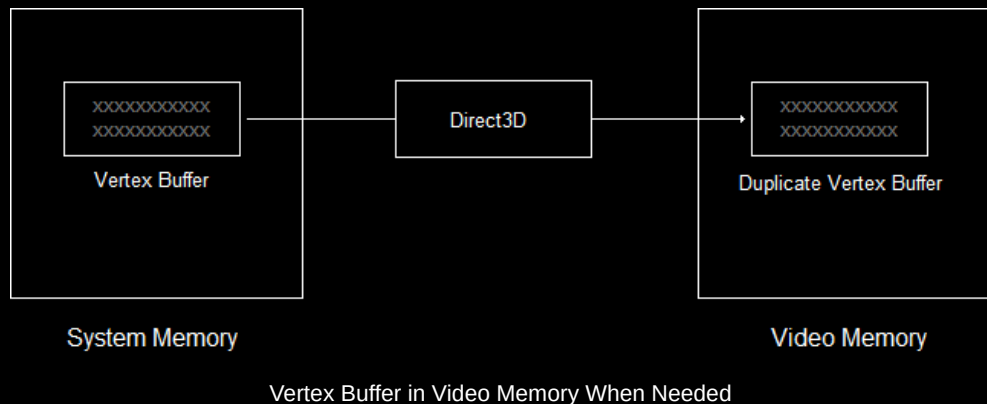 XXXXXXXXXXX
XXXXXXXXXXX
Vertex Buffer
Direct3D
XXXXXXXXXXX
XXXXXXXXXXX
Duplicate Vertex Buffer
System Memory
Video Memory
Vertex Buffer in Video Memory When Needed